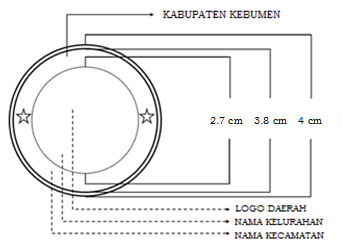 KABUPATEN KEBUMEN
2.7 cm 3.8 cm 4 cm
LOGO DAERAH
NAMA KELURAHAN
NAMA KECAMATAN